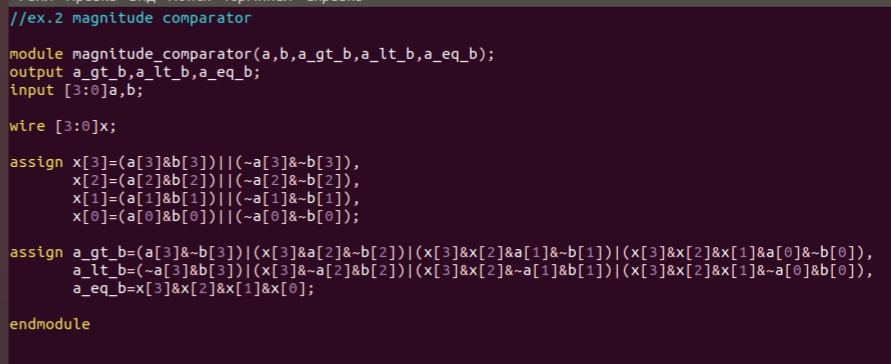 //ex.2 magnitude comparator
module magnitude_comparator(a,b,a_gt_b,a_lt_b,a_eq_b);
output a_gt_b,a_lt_b,a_eq_b;
input [3:0]a,b;
wire [3:0]x;
assign x[3]=(a[3]&b[3])||(~a[3]&~b[3]),
x[2]=(a[2]&b[2])||(~a[2]&~b[2]),
x[1]=(a[1]&b[1])||(~a[1]&~b[1]),
x[0]=(a[0]&b[0])||(~a[0]&~b[0]);
assign a_gt_b=(a[3]&~b[3])|(x[3]&a[2]&~b[2])|(x[3]&x[2]&a[1]&~b[1])|(x[3]&x[2]&x[1]&a[0]&~b[0]),
a_lt_b=(~a[3]&b[3])|(x[3]&~a[2]&b[2])|(x[3]&x[2]&~a[1]&b[1])|(x[3]&x[2]&x[1]&~a[0]&b[0]),
a_eq_b=x[3]&x[2]&x[1]&x[0];
endmodule